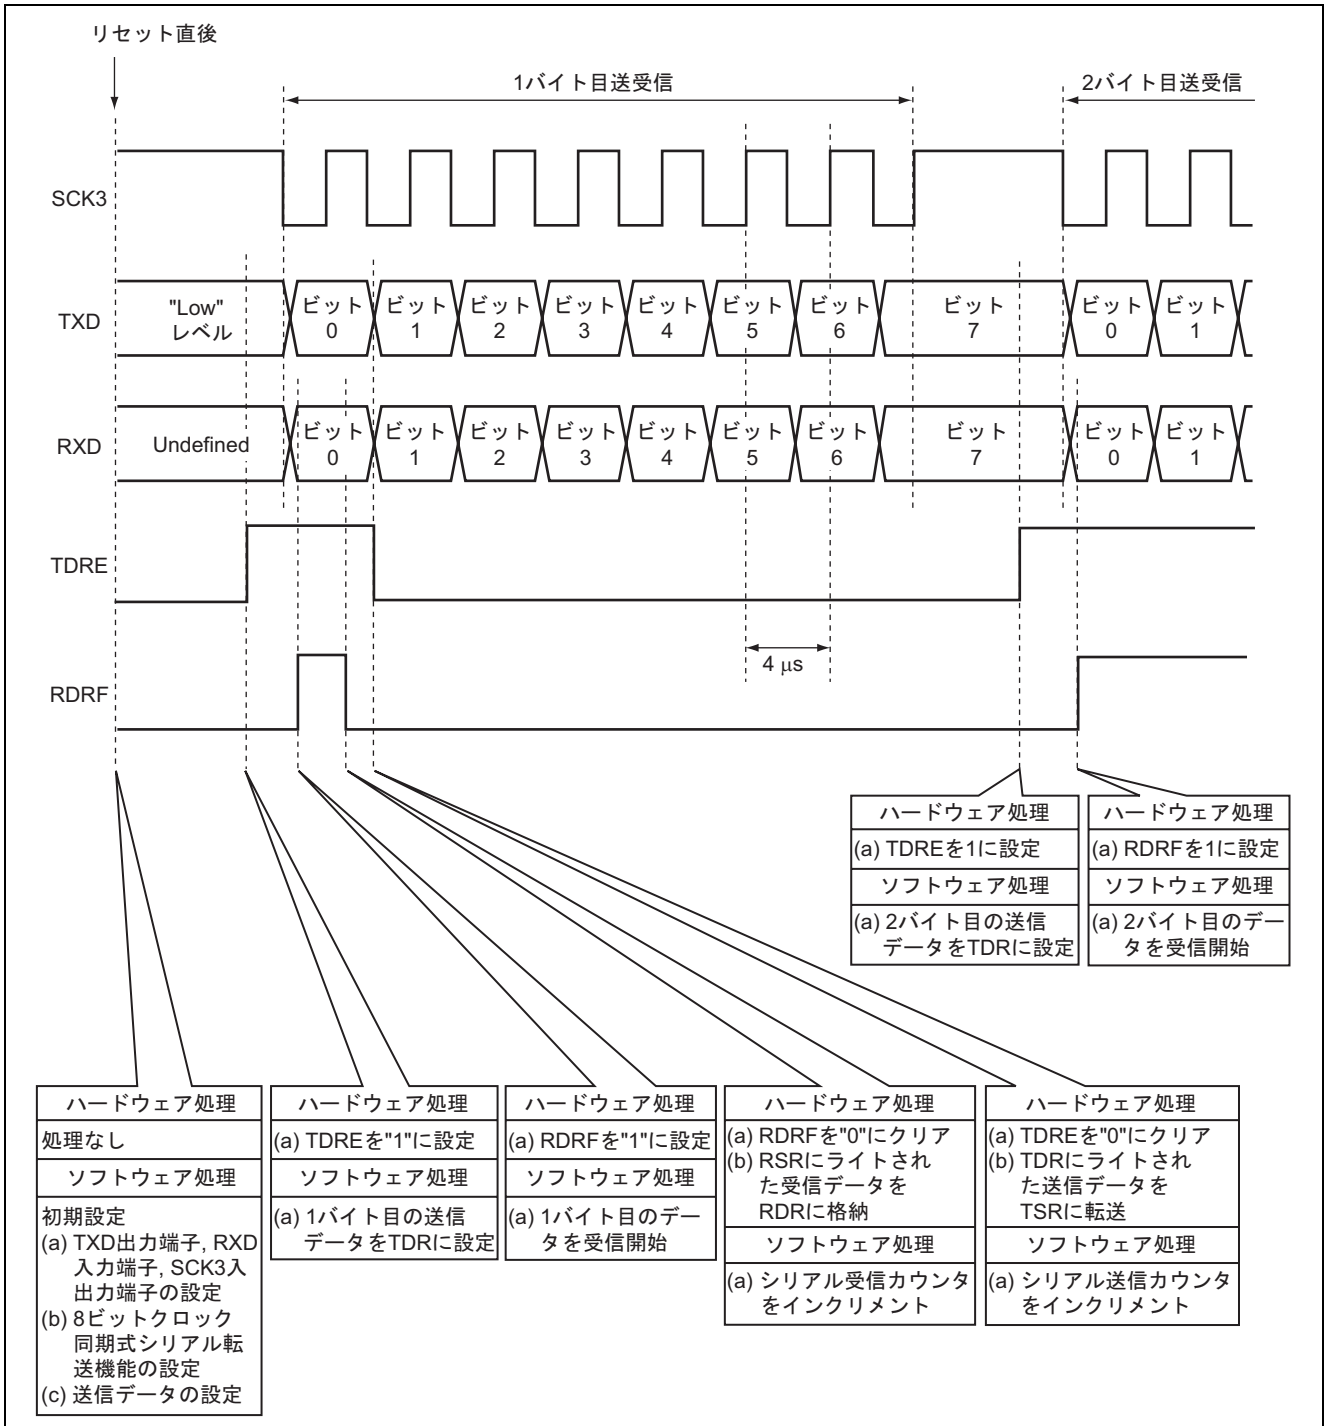 リセット直後
1バイト目送受信
2バイト目送受信
SCK3
TXD
"Low"
レベル
ビット
0
ビット
1
ビット
2
ビット
3
ビット
4
ビット
5
ビット
6
ビット
7
ビット
0
ビット
1
RXD
Undefined
ビット
0
ビット
1
ビット
2
ビット
3
ビット
4
ビット
5
ビット
6
ビット
7
ビット
0
ビット
1
TDRE
4 μs
RDRF
ハードウェア処理
(a) TDREを1に設定
ソフトウェア処理
(a) 2バイト目の送信
データをTDRに設定
ハードウェア処理
(a) RDRFを1に設定
ソフトウェア処理
(a) 2バイト目のデー
タを受信開始
ハードウェア処理
処理なし
ソフトウェア処理
初期設定
(a) TXD出力端子, RXD
入力端子, SCK3入
出力端子の設定
(b) 8ビットクロック
同期式シリアル転
送機能の設定
(c) 送信データの設定
ハードウェア処理
(a) TDREを"1"に設定
ソフトウェア処理
(a) 1バイト目の送信
データをTDRに設定
ハードウェア処理
(a) RDRFを"1"に設定
ソフトウェア処理
(a) 1バイト目のデー
タを受信開始
ハードウェア処理
(a) RDRFを"0"にクリア
(b) RSRにライトされ
た受信データを
RDRに格納
ソフトウェア処理
(a) シリアル受信カウンタ
をインクリメント
ハードウェア処理
(a) TDREを"0"にクリア
(b) TDRにライトされ
た送信データを
TSRに転送
ソフトウェア処理
(a) シリアル送信カウンタ
をインクリメント